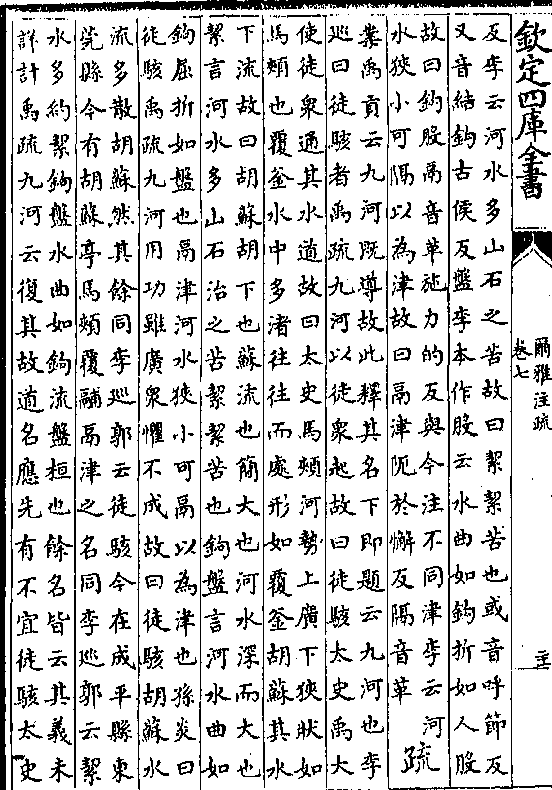 欽定四庫全書
爾雅注疏
卷七
反李云河水多山石之苦故曰絜絜苦也或音呼節反
又音結鉤古侯反盤李本作股云水曲如鉤折如人股
故曰鉤股鬲音革施力的反與今注不同津李云河
水狹小可隔以為津故曰鬲津阨於懈反隔音革
疏
案禹貢云九河既導故此釋其名下即題云九河也李
巡曰徒駭者禹疏九河以徒衆起故曰徒駭太史禹大
使徒衆通其水道故曰太史馬頰河勢上廣下狹狀如
馬頰也覆釜水中多渚往往而處形如覆釜胡蘇其水
下流故曰胡蘇胡下也蘇流也簡大也河水深而大也
絜言河水多山石治之苦絜絜苦也鉤盤言河水曲如
鉤屈折如盤也鬲津河水狹小可鬲以為津也孫炎曰
徒駭禹疏九河用功雖廣衆懼不成故曰徒駭胡蘇水
流多散胡蘇然其餘同李巡郭云徒駭今在成平縣東
莞縣今有胡蘇亭馬頰覆鬴鬲津之名同李巡郭云絜
水多約絜鉤盤水曲如鉤流盤桓也餘名皆云其義未
詳計禹疏九河云復其故道名應先有不宜徒駭太史